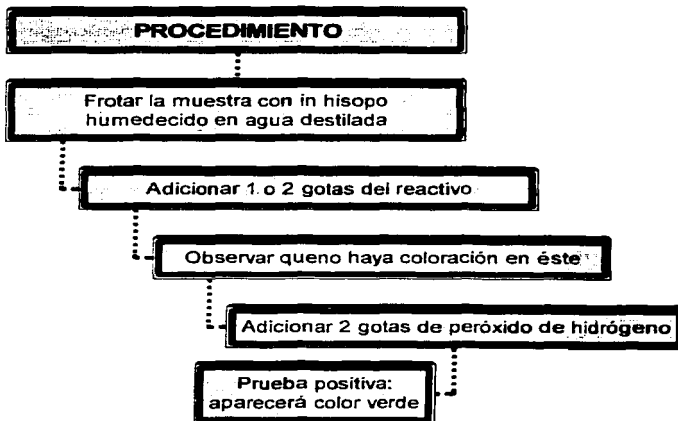 PROCEDIMIENTO
Frotar la muestra con in hisopo
humedecido en agua destilada
Adicionar 1 o 2 gotas del reactivo
Observar queno haya coloración en éste
Adicionar 2 gotas de peróxido de hidrógeno
Prueba positiva:
aparecerá color verde